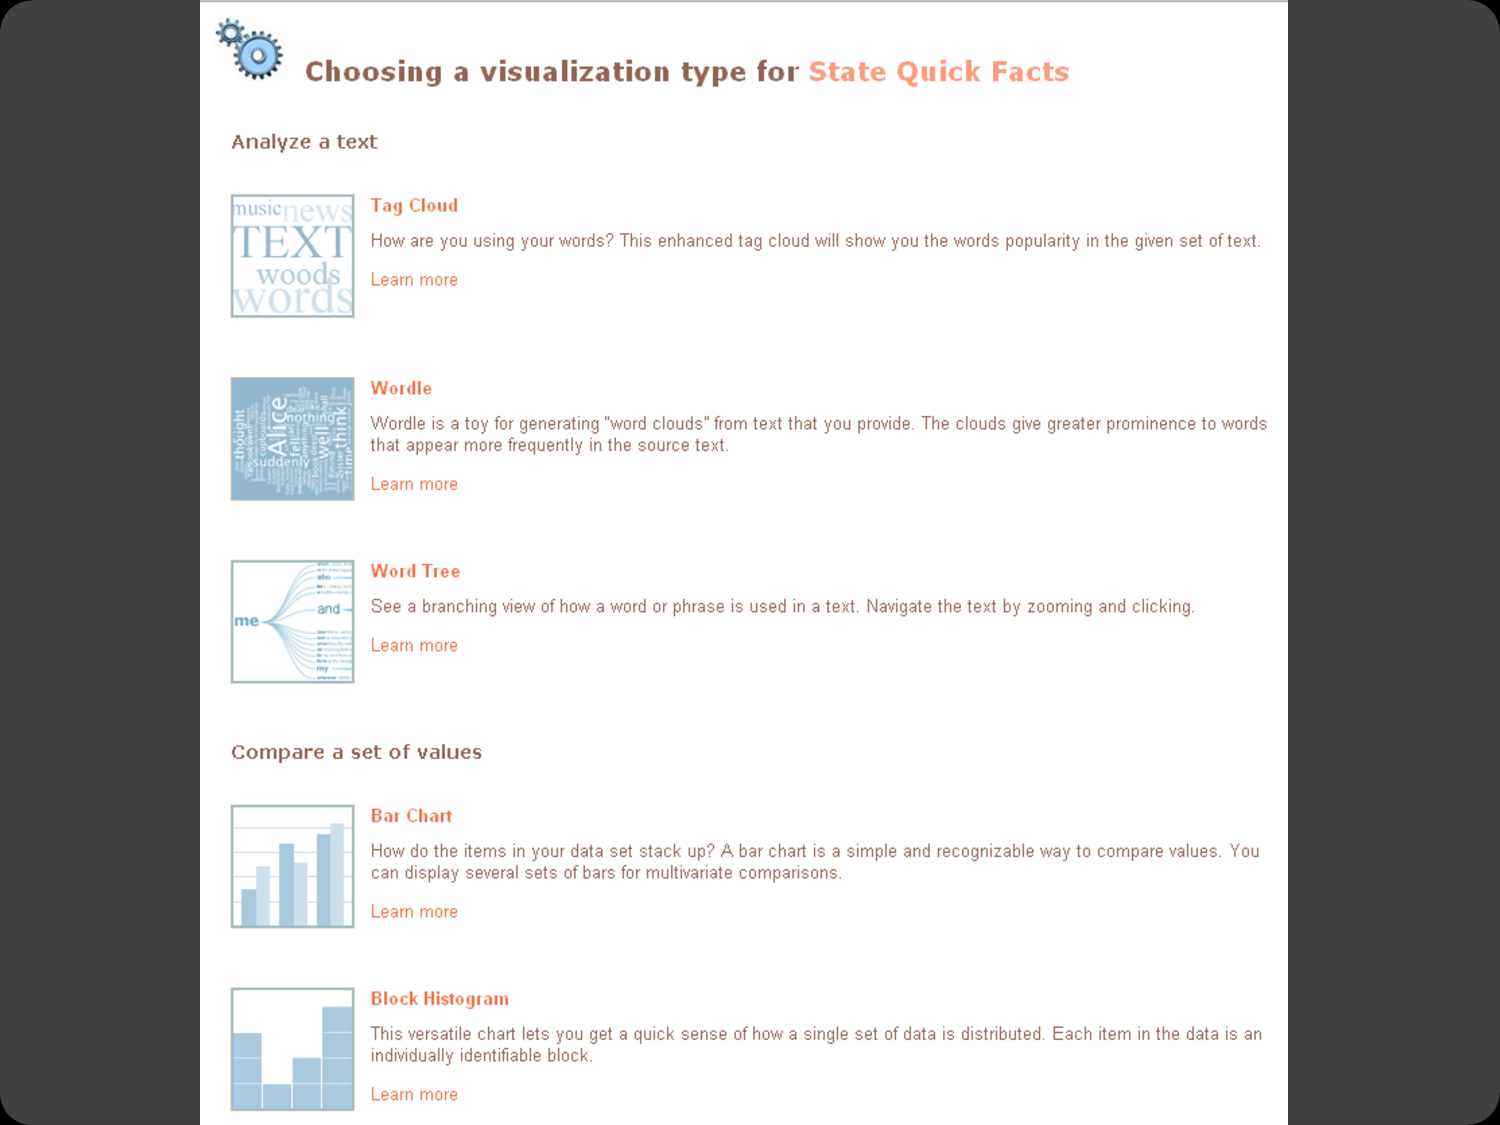 Choosing a visualization type for State Quick Facts
Analyze a text
music news
TEXT
woods
words
Tag Cloud
How are you using your words? This enhanced tag cloud will show you the words popularity in the given set of text.
Learn more
thought
Alice
nothing
fell
well
think
time
suddenly
Wordle
Wordle is a toy for generating "word clouds" from text that you provide. The clouds give greater prominence to words
that appear more frequently in the source text.
Learn more
me
who
and
my
Word Tree
See a branching view of how a word or phrase is used in a text. Navigate the text by zooming and clicking.
Learn more
Compare a set of values
Bar Chart
How do the items in your data set stack up? A bar chart is a simple and recognizable way to compare values. You
can display several sets of bars for multivariate comparisons.
Learn more
Block Histogram
This versatile chart lets you get a quick sense of how a single set of data is distributed. Each item in the data is an
individually identifiable block.
Learn more